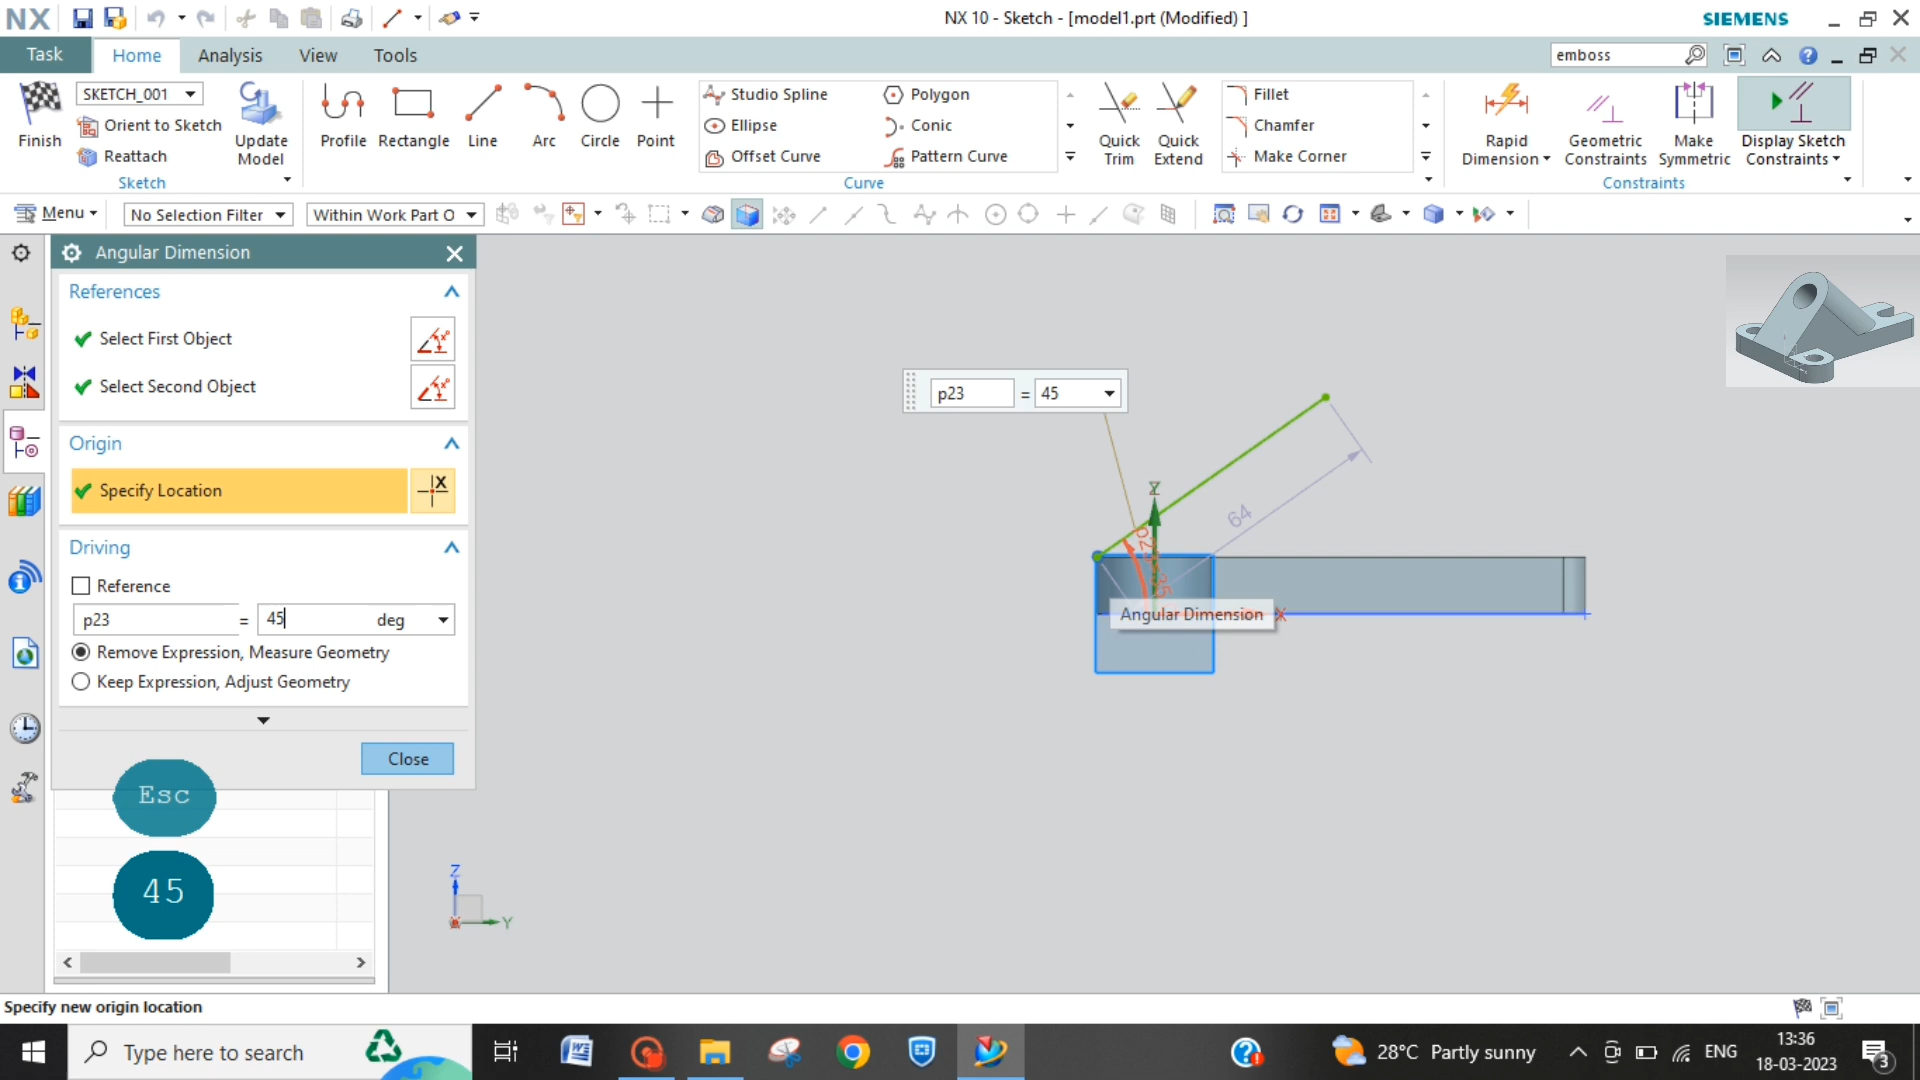 NX
NX 10 - Sketch - [model1.prt (Modified) ]
SIEMENS
Task
Home
Analysis
View
Tools
emboss
SKETCH_001
Orient to Sketch
Reattach
Finish
Update
Model
Sketch
Profile
Rectangle
Line
Arc
Circle
Point
Studio Spline
Ellipse
Offset Curve
Polygon
Conic
Pattern Curve
Curve
Quick
Trim
Quick
Extend
Fillet
Chamfer
Make Corner
Rapid
Dimension
Geometric
Constraints
Make
Symmetric
Display Sketch
Constraints
Constraints
Menu
No Selection Filter
Within Work Part O
Angular Dimension
References
Select First Object
Select Second Object
Origin
Specify Location
Driving
Reference
p23 = 45 deg
Remove Expression, Measure Geometry
Keep Expression, Adjust Geometry
Close
Esc
45
p23 = 45
64
Z
X
Angular Dimension
Z
Y
Specify new origin location
Type here to search
28°C Partly sunny
ENG
13:36
18-03-2023
3